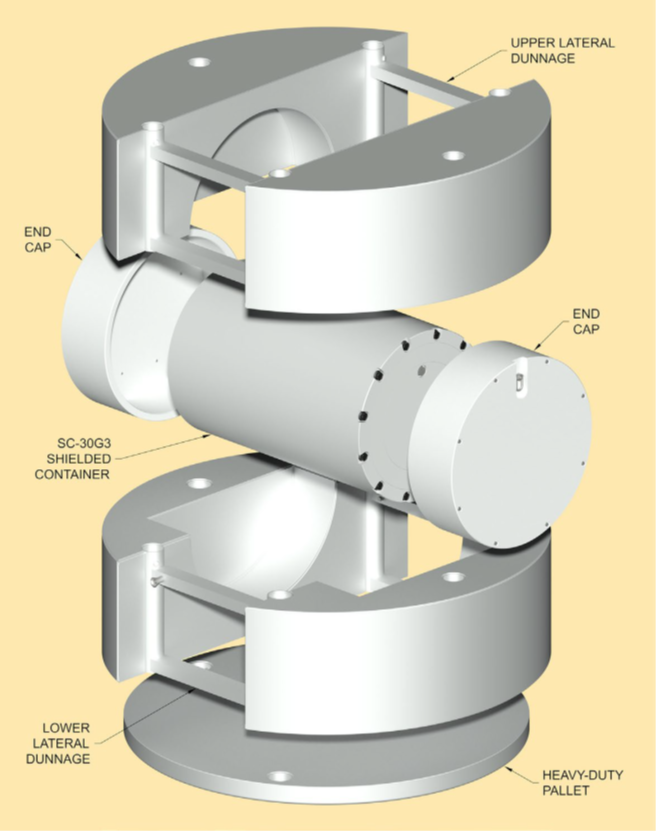 UPPER LATERAL
DUNNAGE
END
CAP
END
CAP
SC-30G3
SHIELDED
CONTAINER
LOWER
LATERAL
DUNNAGE
HEAVY-DUTY
PALLET